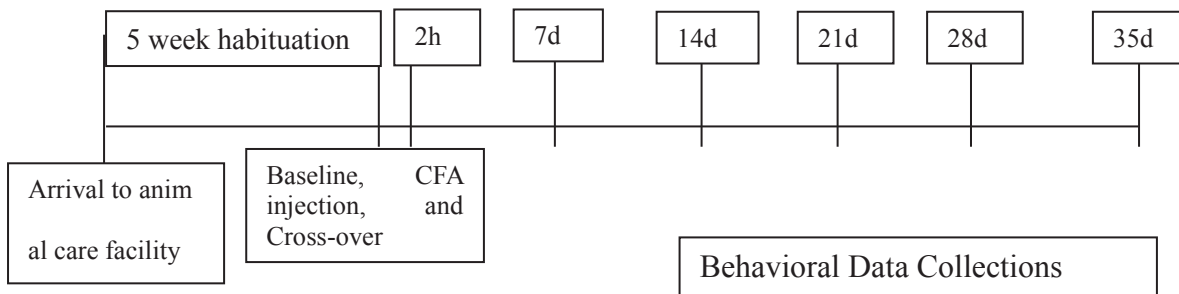 5 week habituation
2h
7d
14d
21d
28d
35d
Arrival to anim
al care facility
Baseline, CFA
injection, and
Cross-over
Behavioral Data Collections